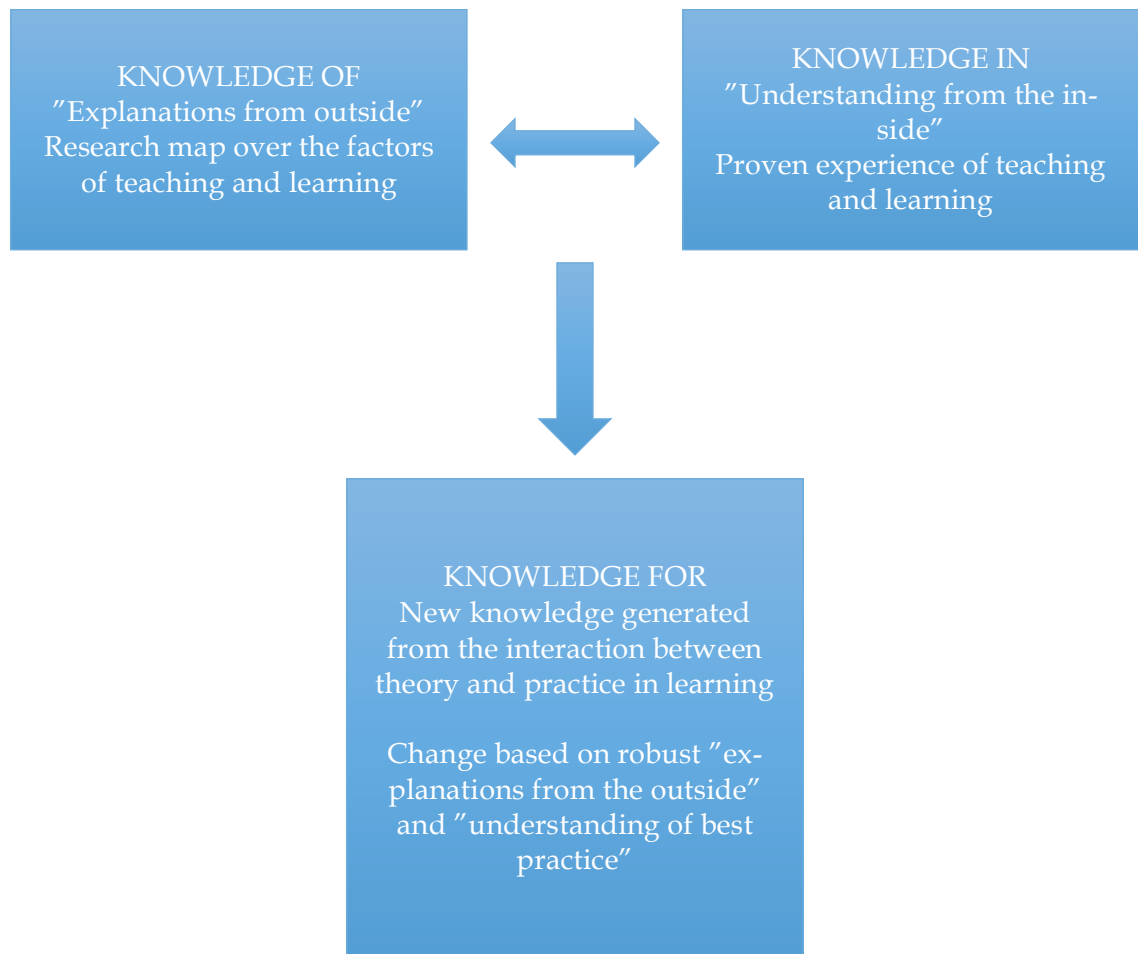 KNOWLEDGE OF
”Explanations from outside”
Research map over the factors
of teaching and learning
KNOWLEDGE IN
”Understanding from the in-
side”
Proven experience of teaching
and learning
KNOWLEDGE FOR
New knowledge generated
from the interaction between
theory and practice in learning
Change based on robust ”ex-
planations from the outside”
and ”understanding of best
practice”